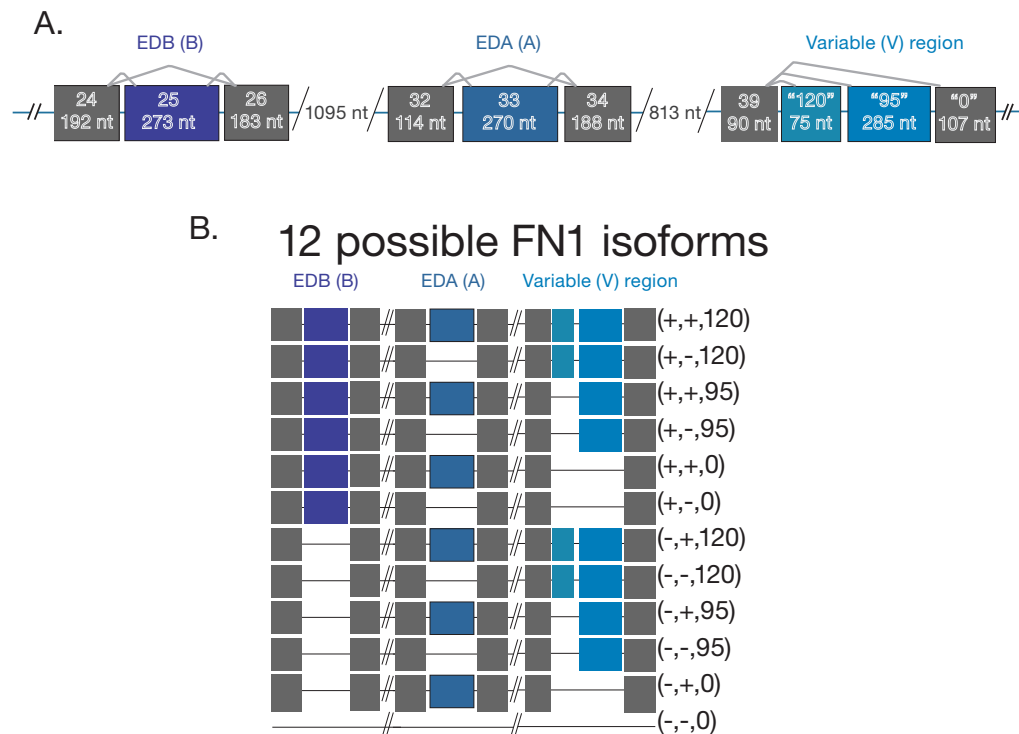 A.
EDB (B)
EDA (A)
Variable (V) region
24
192 nt
25
273 nt
26
183 nt
1095 nt
32
114 nt
33
270 nt
34
188 nt
813 nt
39
90 nt
“120”
75 nt
“95”
285 nt
“0”
107 nt
B.
12 possible FN1 isoforms
EDB (B)
EDA (A)
Variable (V) region
(+,+,120)
(+,-,120)
(+,+,95)
(+,-,95)
(+,+,0)
(+,-,0)
(-,+,120)
(-,-,120)
(-,+,95)
(-,-,95)
(-,+,0)
(-,-,0)